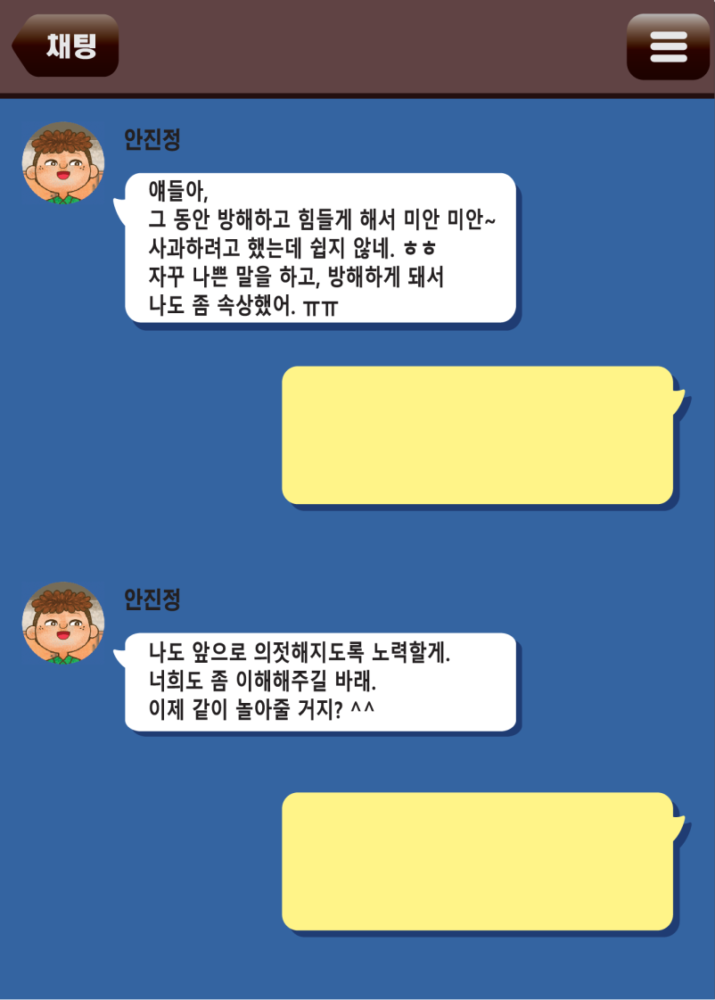 채팅
안진정
얘들아,
그 동안 방해하고 힘들게 해서 미안 미안~
사과하려고 했는데 쉽지 않네. ㅎㅎ
자꾸 나쁜 말을 하고, 방해하게 돼서
나도 좀 속상했어. ㅠㅠ
안진정
나도 앞으로 의젓해지도록 노력할게.
너희도 좀 이해해주길 바래.
이제 같이 놀아줄 거지? ^^